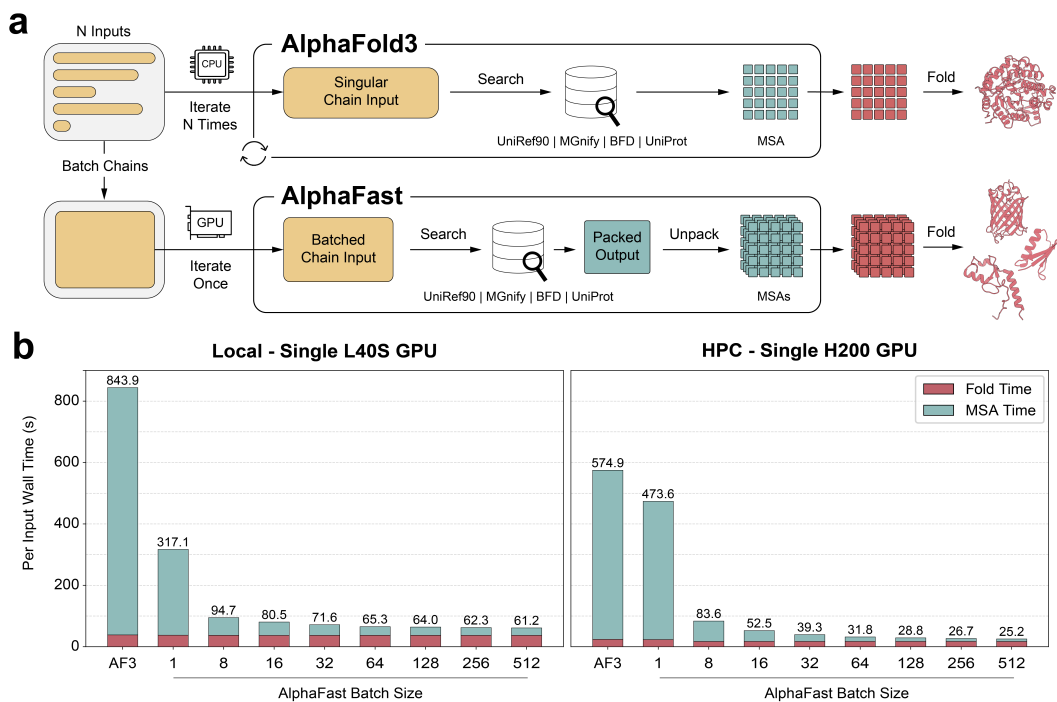 a
N Inputs
CPU
Iterate
N Times
AlphaFold3
Singular
Chain Input
Search
UniRef90 | MGnify | BFD | UniProt
MSA
Fold
Batch Chains
GPU
Iterate
Once
AlphaFast
Batched
Chain Input
Search
UniRef90 | MGnify | BFD | UniProt
Packed
Output
Unpack
MSAs
Fold
b
Local - Single L40S GPU
Per Input Wall Time (s)
800
600
400
200
0
843.9
317.1
94.7
80.5
71.6
65.3
64.0
62.3
61.2
AF3 1 8 16 32 64 128 256 512
AlphaFast Batch Size
HPC - Single H200 GPU
Fold Time
MSA Time
574.9
473.6
83.6
52.5
39.3
31.8
28.8
26.7
25.2
AF3 1 8 16 32 64 128 256 512
AlphaFast Batch Size